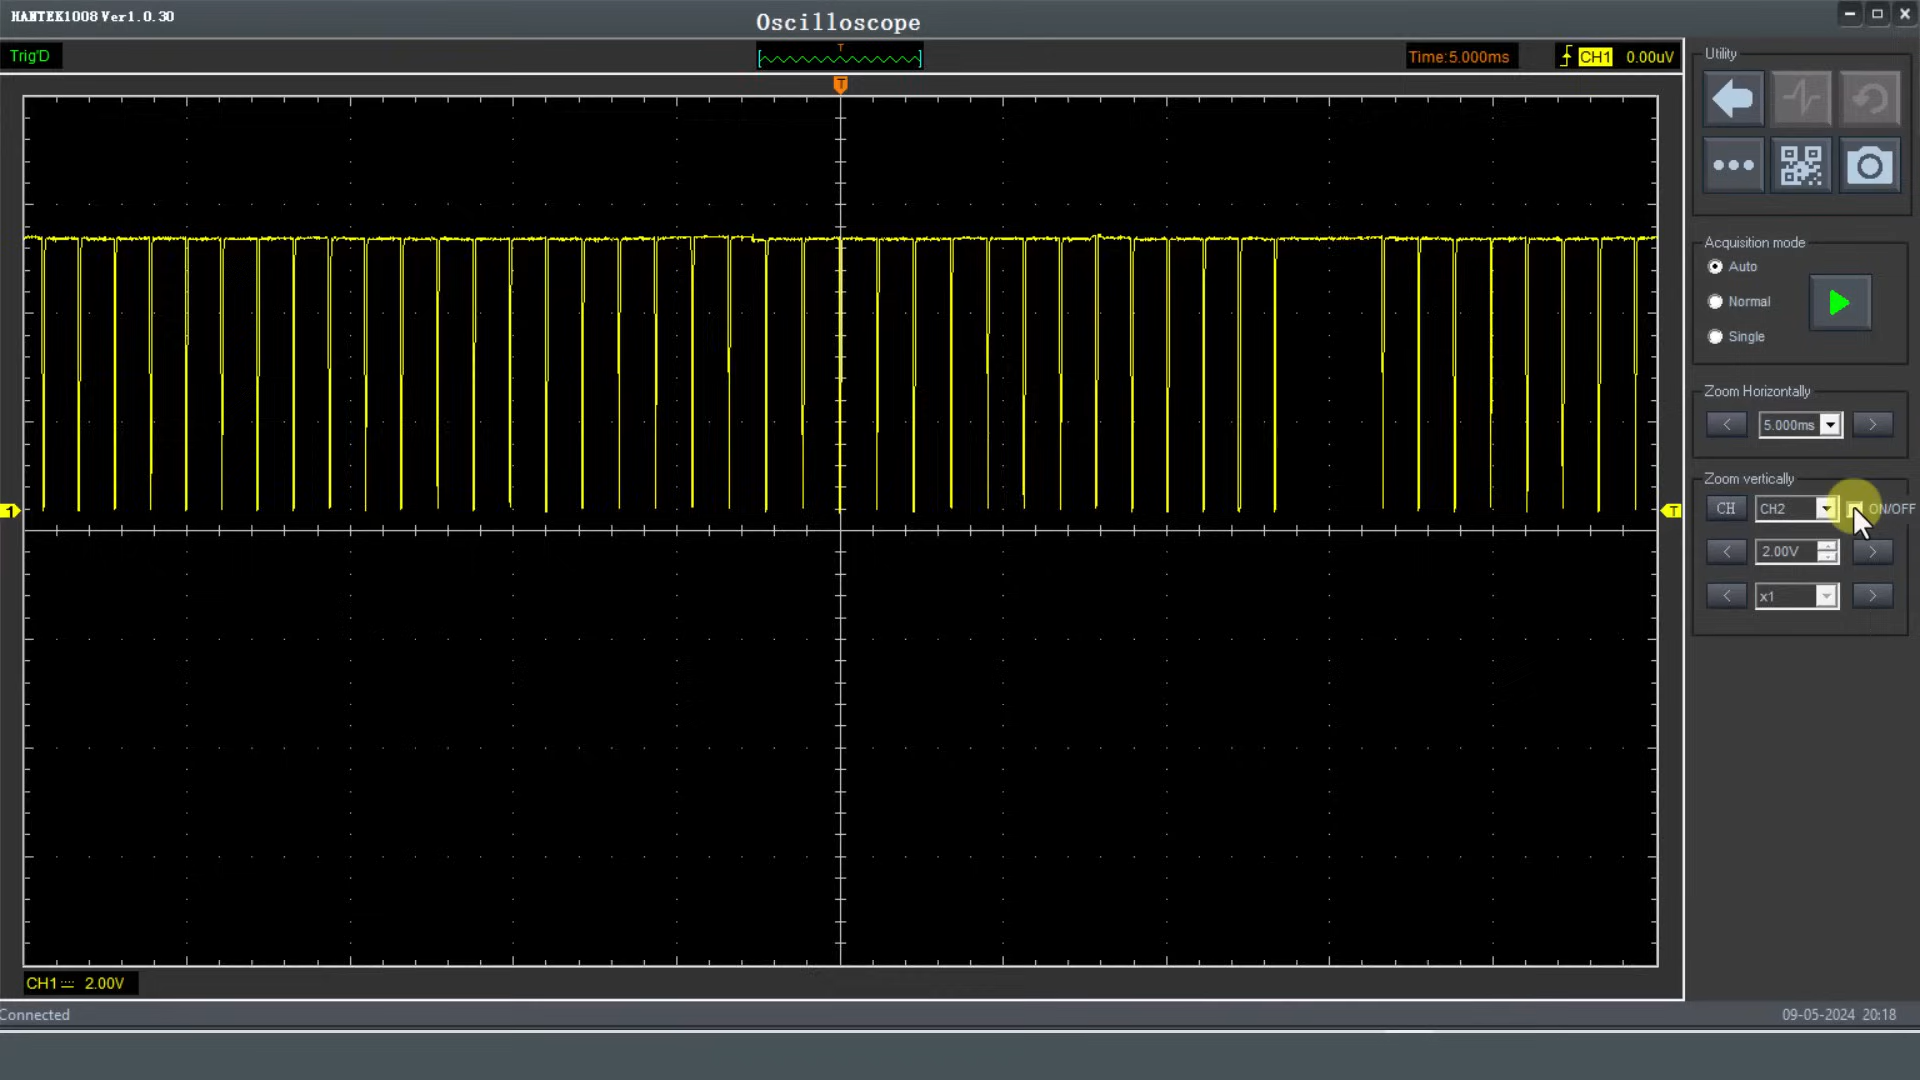 HANTEK1008 Ver1.0.30
Oscilloscope
Trig'D
T
Time:5.000ms
CH1 0.00uV
T
1
T
CH1 2.00V
Connected
09-05-2024 20:18
Utility
Acquisition mode
Auto
Normal
Single
Zoom Horizontally
< 5.000ms >
Zoom vertically
CH CH2 ON/OFF
< 2.00V >
< x1 >